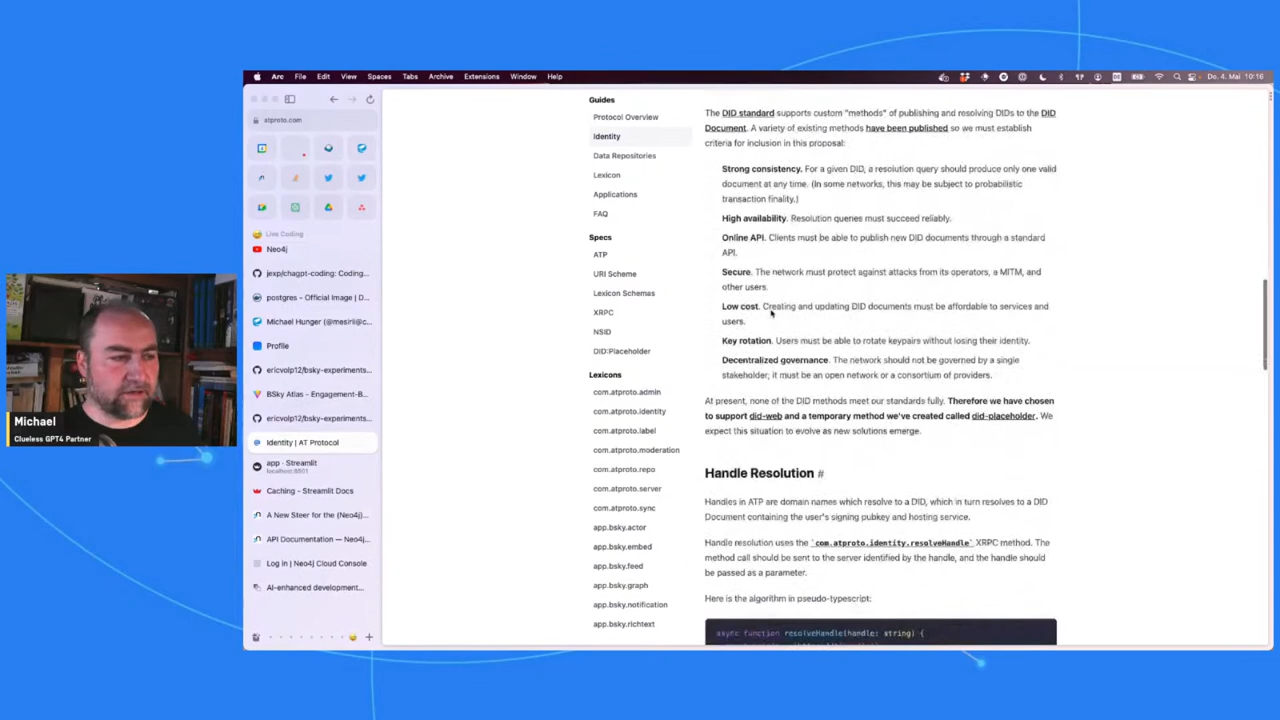 Arc File Edit View Spaces Tabs Archive Extensions Window Help
Do. 4. Mai 10:16
atproto.com
Live Coding
Neo4j
jexp/chagpt-coding: Coding...
postgres - Official Image | D...
Michael Hunger (@mesirii@c...
Profile
ericvolp12/bsky-experiments...
BSky Atlas - Engagement-B...
ericvolp12/bsky-experiments...
Identity | AT Protocol
app · Streamlit
localhost:8501
Caching - Streamlit Docs
A New Steer for the (Neo4j)...
API Documentation — Neo4j...
Log in | Neo4j Cloud Console
AI-enhanced development...
Guides
Protocol Overview
Identity
Data Repositories
Lexicon
Applications
FAQ
Specs
ATP
URI Scheme
Lexicon Schemas
XRPC
NSID
DID:Placeholder
Lexicons
com.atproto.admin
com.atproto.identity
com.atproto.label
com.atproto.moderation
com.atproto.repo
com.atproto.server
com.atproto.sync
app.bsky.actor
app.bsky.embed
app.bsky.feed
app.bsky.graph
app.bsky.notification
app.bsky.richtext
The DID standard supports custom "methods" of publishing and resolving DIDs to the DID
Document. A variety of existing methods have been published so we must establish
criteria for inclusion in this proposal:
Strong consistency. For a given DID, a resolution query should produce only one valid
document at any time. (In some networks, this may be subject to probabilistic
transaction finality.)
High availability. Resolution queries must succeed reliably.
Online API. Clients must be able to publish new DID documents through a standard
API.
Secure. The network must protect against attacks from its operators, a MITM, and
other users.
Low cost. Creating and updating DID documents must be affordable to services and
users.
Key rotation. Users must be able to rotate keypairs without losing their identity.
Decentralized governance. The network should not be governed by a single
stakeholder; it must be an open network or a consortium of providers.
At present, none of the DID methods meet our standards fully. Therefore we have chosen
to support did-web and a temporary method we've created called did-placeholder. We
expect this situation to evolve as new solutions emerge.
Handle Resolution #
Handles in ATP are domain names which resolve to a DID, which in turn resolves to a DID
Document containing the user's signing pubkey and hosting service.
Handle resolution uses the `com.atproto.identity.resolveHandle` XRPC method. The
method call should be sent to the server identified by the handle, and the handle should
be passed as a parameter.
Here is the algorithm in pseudo-typescript:
async function resolveHandle(handle: string) {
Michael
Clueless GPT4 Partner